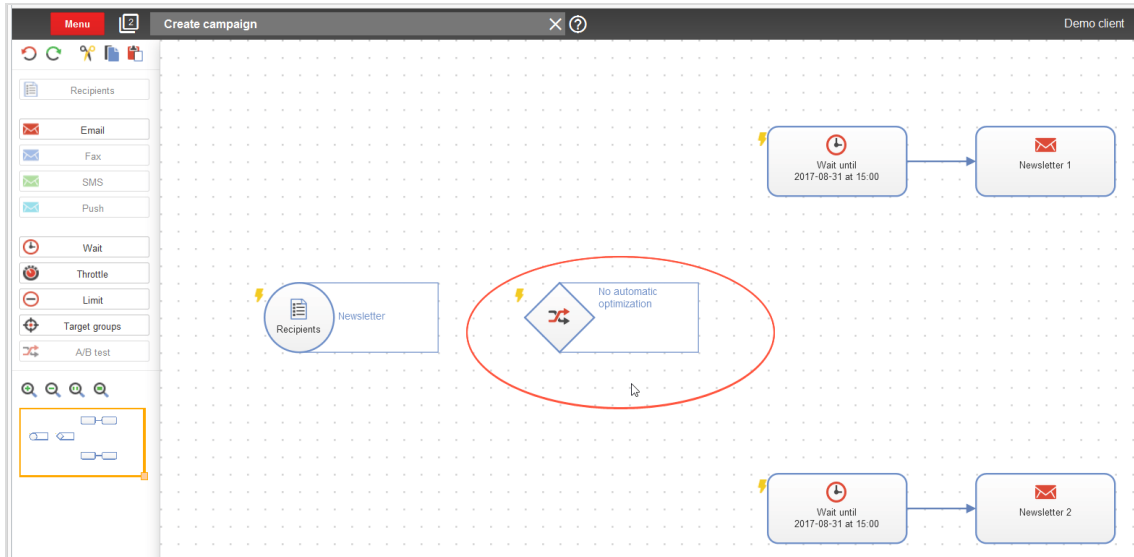 Menu
2
Create campaign
Demo client
Recipients
Email
Fax
SMS
Push
Wait
Throttle
Limit
Target groups
A/B test
Wait until
2017-08-31 at 15:00
Newsletter 1
Recipients
Newsletter
No automatic
optimization
Wait until
2017-08-31 at 15:00
Newsletter 2